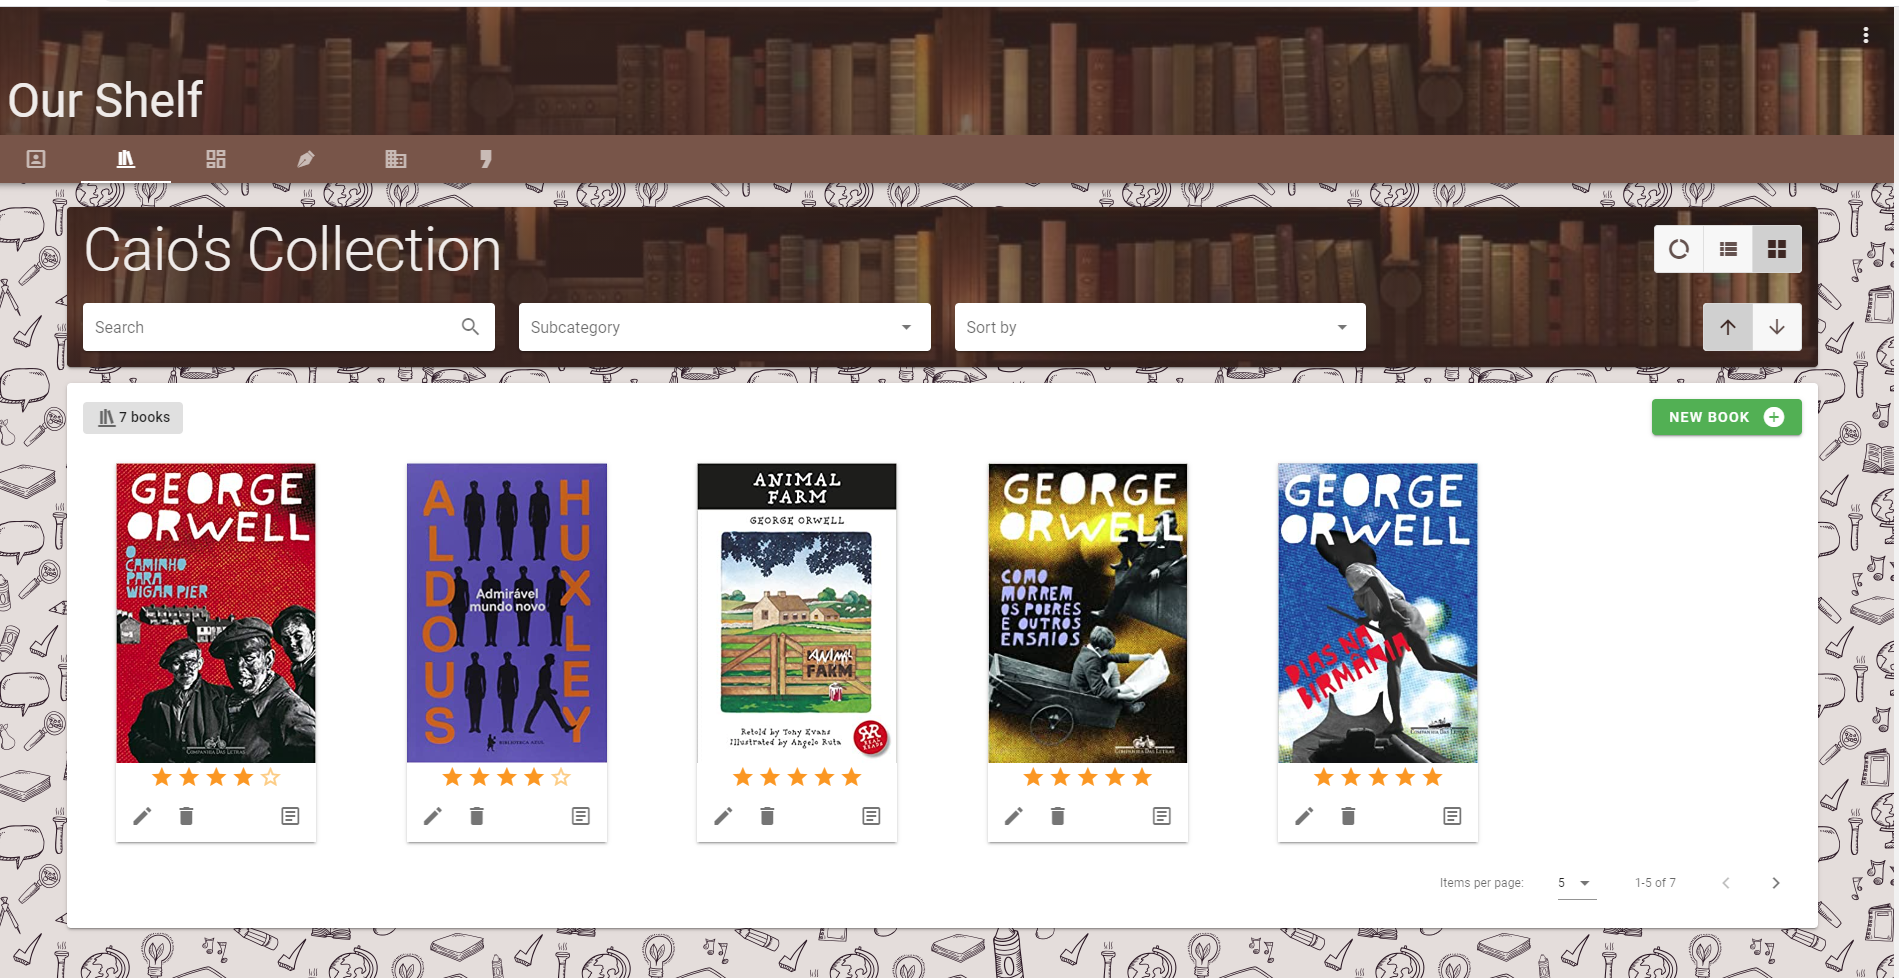 Our Shelf
Caio's Collection
Search
Subcategory
Sort by
7 books
NEW BOOK
GEORGE
ORWELL
O
CAMINHO
PARA
WIGAN PIER
COMPANHIA DAS LETRAS
ALDOUS
HUXLEY
Admirável
mundo novo
BIBLIOTECA AZUL
ANIMAL
FARM
GEORGE ORWELL
ANIMAL
FARM
Retold by Tony Evans
Illustrated by Angelo Ruta
RR
REAL
READS
GEORGE
ORWELL
COMO
MORREM
OS POBRES
E OUTROS
ENSAIOS
COMPANHIA DAS LETRAS
GEORGE
ORWELL
DIAS NA
BIRMÂNIA
COMPANHIA DAS LETRAS
Items per page:
5
1-5 of 7